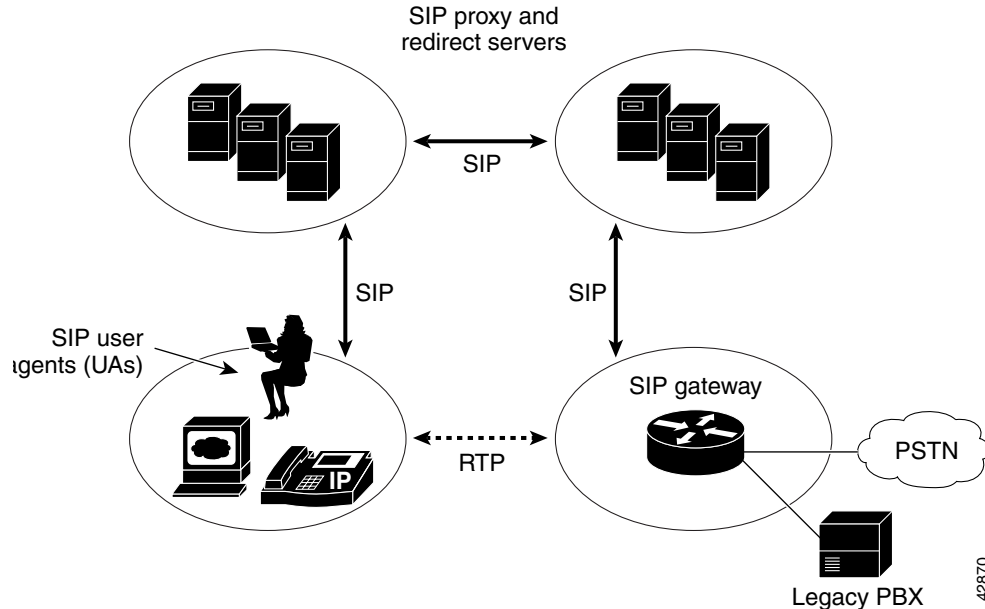 SIP proxy and
redirect servers
SIP
SIP
SIP
SIP user
agents (UAs)
SIP gateway
RTP
IP
PSTN
Legacy PBX
42870